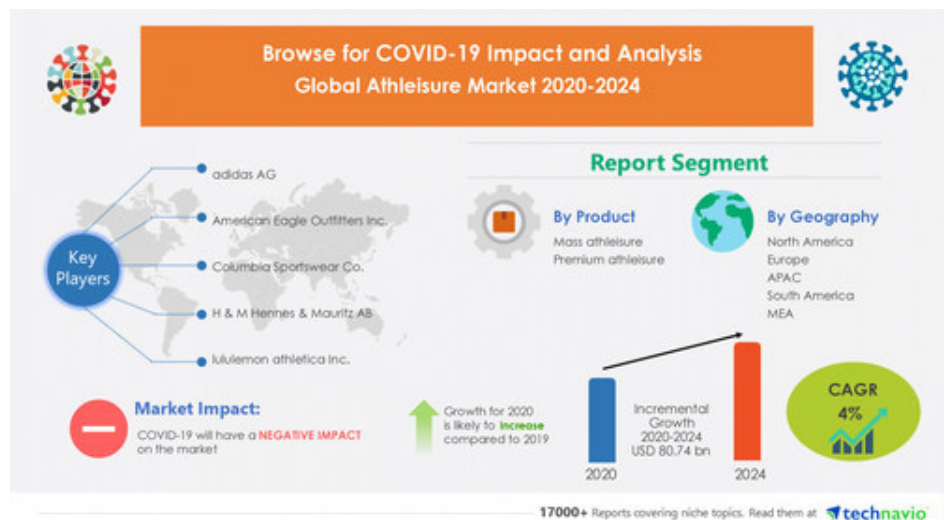 Browse for COVID-19 Impact and Analysis
Global Athleisure Market 2020-2024
Key
Players
adidas AG
American Eagle Outfitters Inc.
Columbia Sportswear Co.
H & M Hennes & Mauritz AB
lululemon athletica Inc.
Report Segment
By Product
Mass athleisure
Premium athleisure
By Geography
North America
Europe
APAC
South America
MEA
Market Impact:
COVID-19 will have a NEGATIVE IMPACT
on the market
Growth for 2020
is likely to increase
compared to 2019
Incremental
Growth
2020-2024
USD 80.74 bn
2020
2024
CAGR
4%
17000+ Reports covering niche topics. Read them at technavio